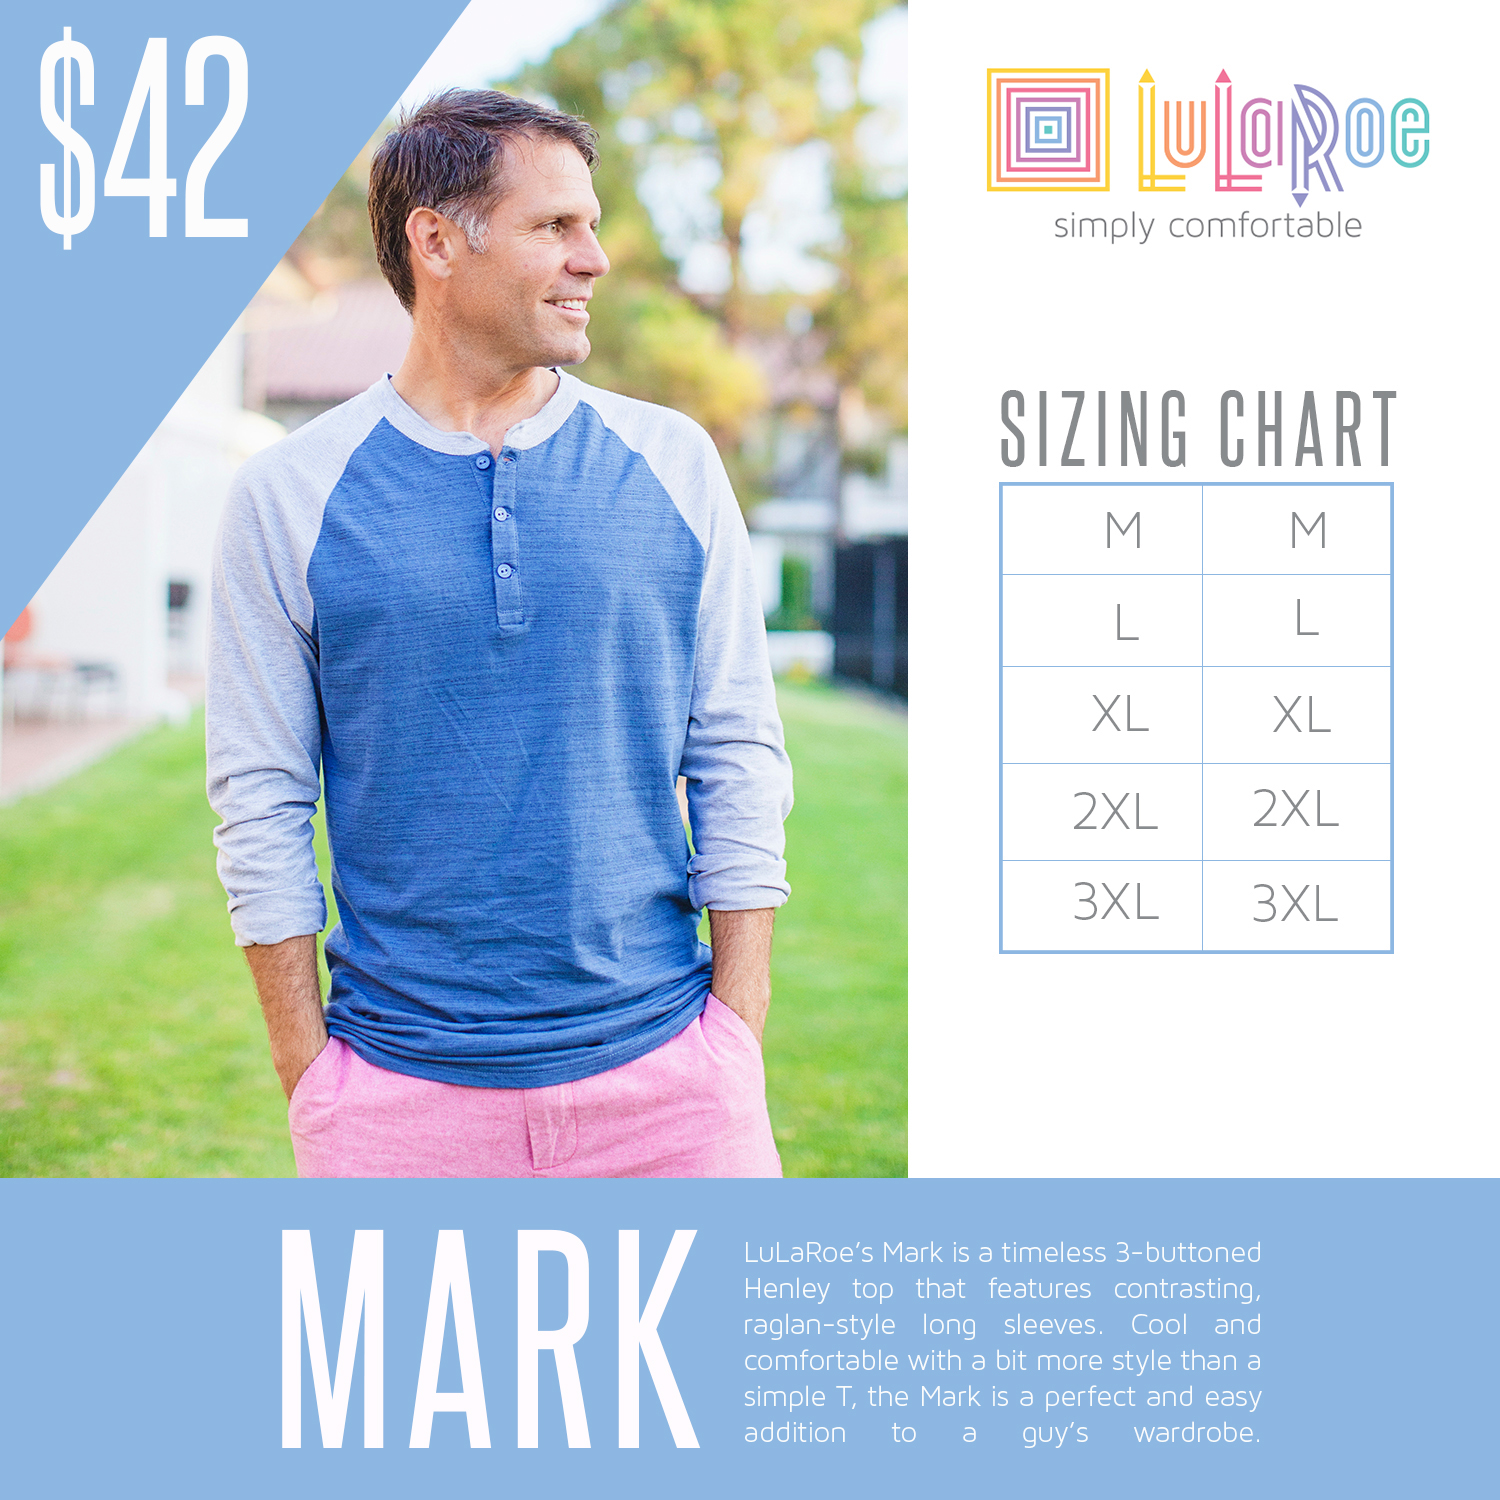 $42
LuLaRoe
simply comfortable
SIZING CHART
M M
L L
XL XL
2XL 2XL
3XL 3XL
MARK
LuLaRoe's Mark is a timeless 3-buttoned
Henley top that features contrasting,
raglan-style long sleeves. Cool and
comfortable with a bit more style than a
simple T, the Mark is a perfect and easy
addition to a guy's wardrobe.